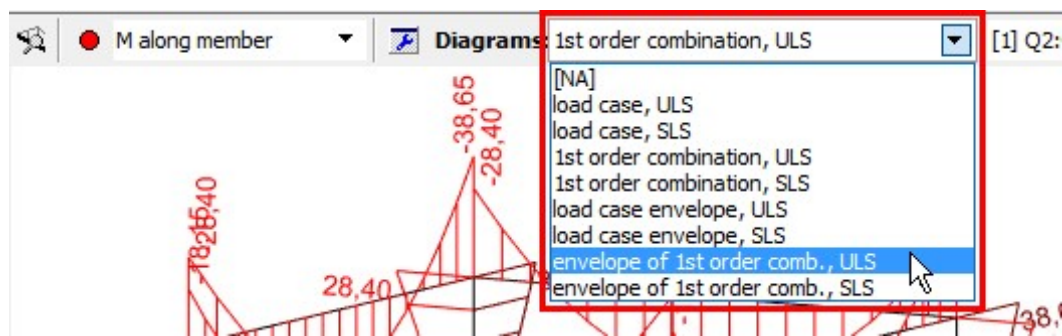 M along member
Diagrams:
1st order combination, ULS
[1] Q2:
[NA]
load case, ULS
load case, SLS
1st order combination, ULS
1st order combination, SLS
load case envelope, ULS
load case envelope, SLS
envelope of 1st order comb., ULS
envelope of 1st order comb., SLS
-38,65
-28,40
28,40
38,